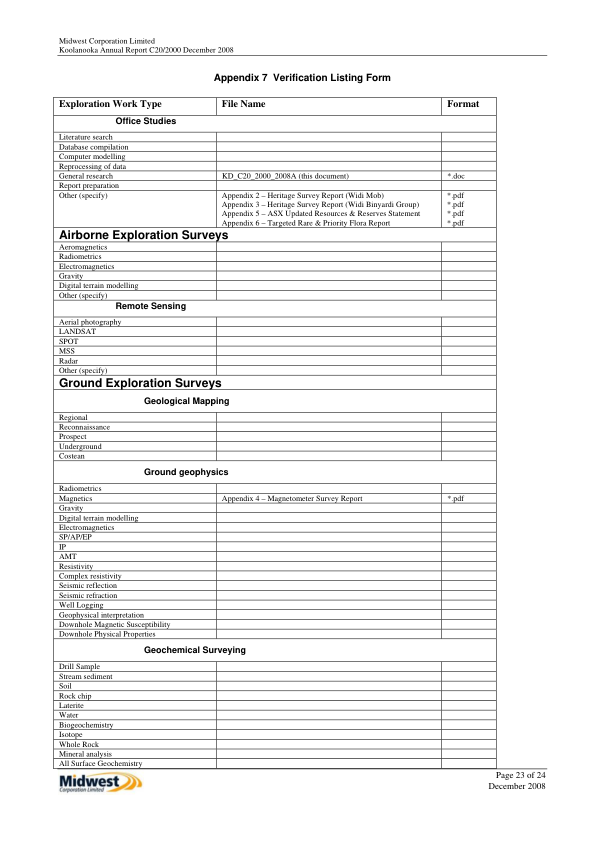 Midwest Corporation Limited
Koolanooka Annual Report C20/2000 December 2008
Appendix 7 Verification Listing Form
Exploration Work Type File Name Format
Office Studies
Literature search
Database compilation
Computer modelling
Reprocessing of data
General research KD_C20_2000_2008A (this document) *.doc
Report preparation
Other (specify) Appendix 2 – Heritage Survey Report (Widi Mob) *.pdf
Appendix 3 – Heritage Survey Report (Widi Binyardi Group) *.pdf
Appendix 5 – ASX Updated Resources & Reserves Statement *.pdf
Appendix 6 – Targeted Rare & Priority Flora Report *.pdf
Airborne Exploration Surveys
Aeromagnetics
Radiometrics
Electromagnetics
Gravity
Digital terrain modelling
Other (specify)
Remote Sensing
Aerial photography
LANDSAT
SPOT
MSS
Radar
Other (specify)
Ground Exploration Surveys
Geological Mapping
Regional
Reconnaissance
Prospect
Underground
Costean
Ground geophysics
Radiometrics
Magnetics Appendix 4 – Magnetometer Survey Report *.pdf
Gravity
Digital terrain modelling
Electromagnetics
SP/AP/EP
IP
AMT
Resistivity
Complex resistivity
Seismic reflection
Seismic refraction
Well Logging
Geophysical interpretation
Downhole Magnetic Susceptibility
Downhole Physical Properties
Geochemical Surveying
Drill Sample
Stream sediment
Soil
Rock chip
Laterite
Water
Biogeochemistry
Isotope
Whole Rock
Mineral analysis
All Surface Geochemistry
Midwest
Corporation Limited
Page 23 of 24
December 2008